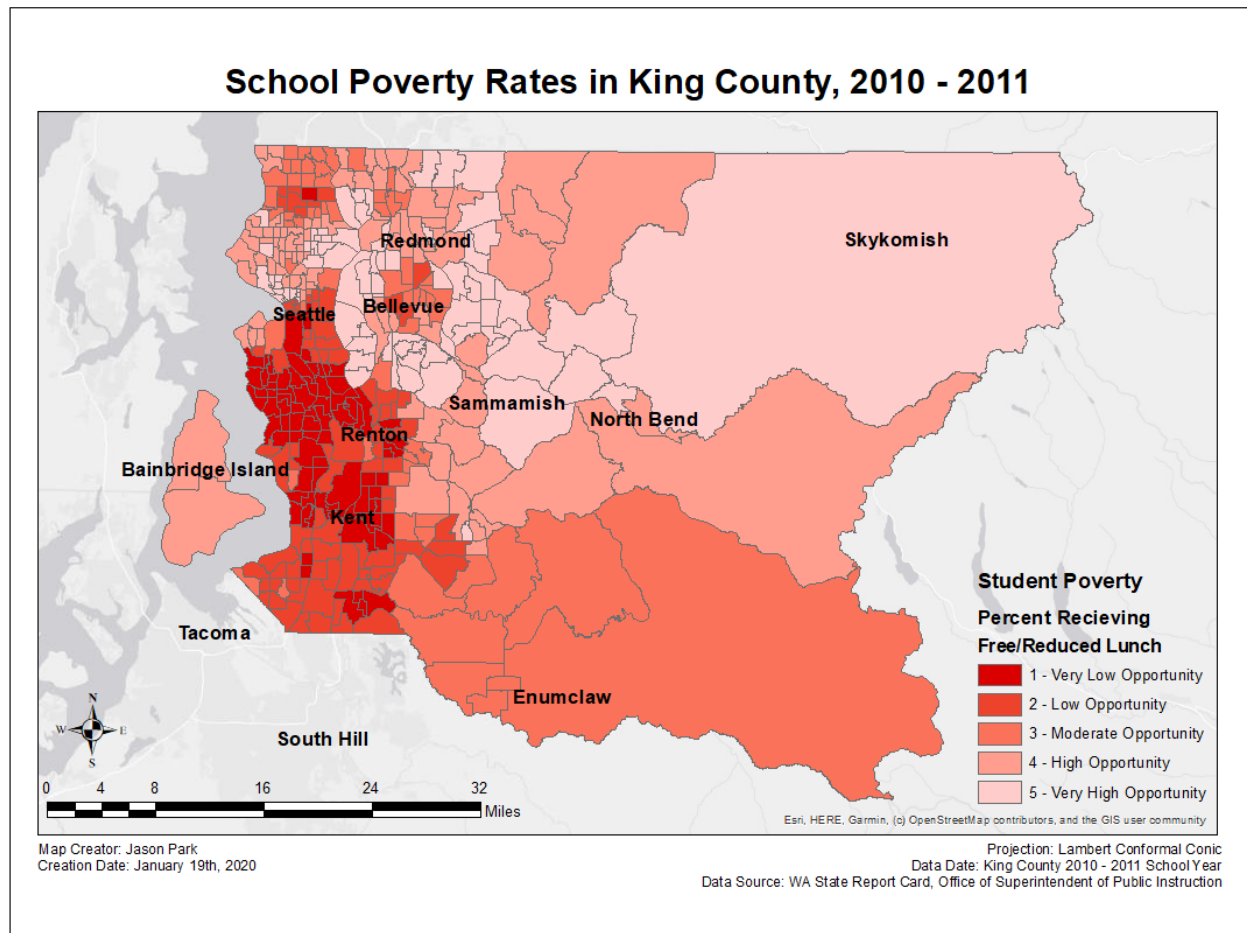 School Poverty Rates in King County, 2010 - 2011
Redmond
Skykomish
Bellevue
Seattle
Sammamish
North Bend
Renton
Bainbridge Island
Kent
Tacoma
Enumclaw
South Hill
N
W E
S
0 4 8 16 24 32
Miles
Student Poverty
Percent Recieving
Free/Reduced Lunch
1 - Very Low Opportunity
2 - Low Opportunity
3 - Moderate Opportunity
4 - High Opportunity
5 - Very High Opportunity
Esri, HERE, Garmin, (c) OpenStreetMap contributors, and the GIS user community
Map Creator: Jason Park
Creation Date: January 19th, 2020
Projection: Lambert Conformal Conic
Data Date: King County 2010 - 2011 School Year
Data Source: WA State Report Card, Office of Superintendent of Public Instruction